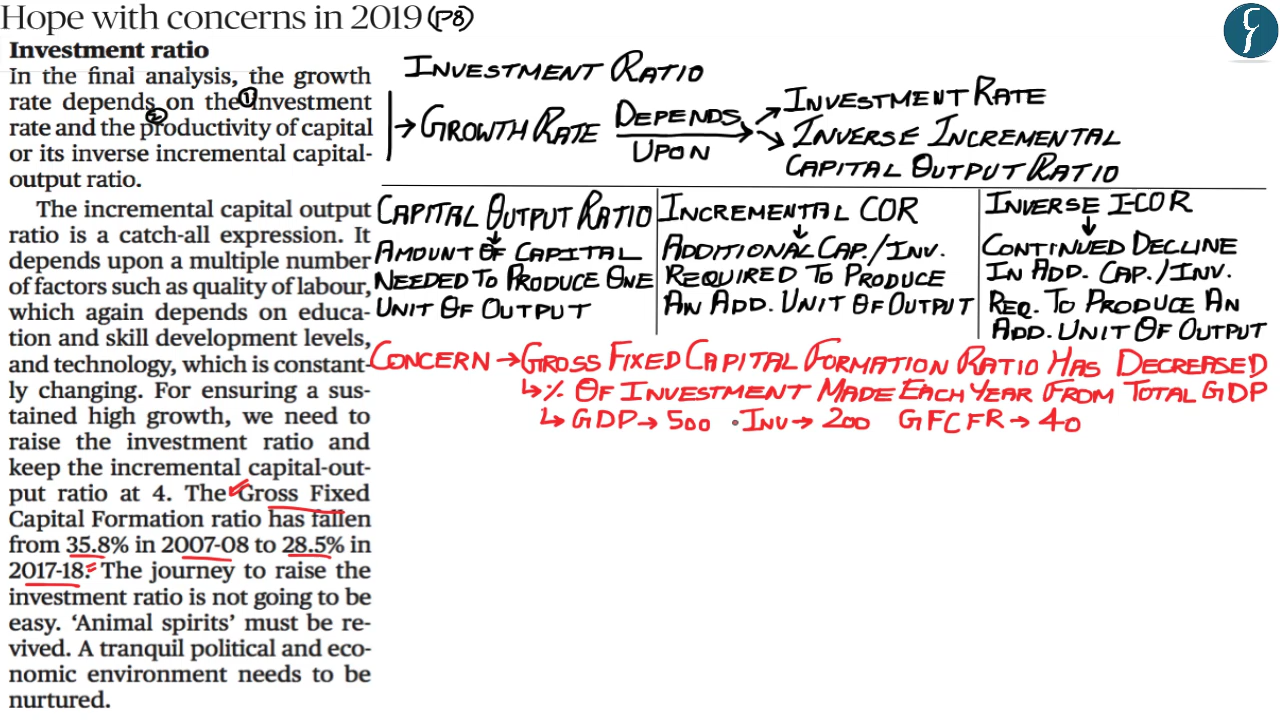 Hope with concerns in 2019 (P8)
Investment ratio
In the final analysis, the growth
rate depends on the investment
rate and the productivity of capital
or its inverse incremental capital-
output ratio.
The incremental capital output
ratio is a catch-all expression. It
depends upon a multiple number
of factors such as quality of labour,
which again depends on educa-
tion and skill development levels,
and technology, which is constant-
ly changing. For ensuring a sus-
tained high growth, we need to
raise the investment ratio and
keep the incremental capital-out-
put ratio at 4. The Gross Fixed
Capital Formation ratio has fallen
from 35.8% in 2007-08 to 28.5% in
2017-18. The journey to raise the
investment ratio is not going to be
easy. ‘Animal spirits’ must be re-
vived. A tranquil political and eco-
nomic environment needs to be
nurtured.
1
2
INVESTMENT RATIO
→ GROWTH RATE DEPENDS UPON
→ INVESTMENT RATE
→ INVERSE INCREMENTAL
CAPITAL OUTPUT RATIO
CAPITAL OUTPUT RATIO
↓
AMOUNT OF CAPITAL
NEEDED TO PRODUCE ONE
UNIT OF OUTPUT
INCREMENTAL COR
↓
ADDITIONAL CAP./INV.
REQUIRED TO PRODUCE
AN ADD. UNIT OF OUTPUT
INVERSE I-COR
↓
CONTINUED DECLINE
IN ADD. CAP./INV.
REQ. TO PRODUCE AN
ADD. UNIT OF OUTPUT
CONCERN → GROSS FIXED CAPITAL FORMATION RATIO HAS DECREASED
↳ % OF INVESTMENT MADE EACH YEAR FROM TOTAL GDP
↳ GDP → 500 INV → 200 GFCFR → 40